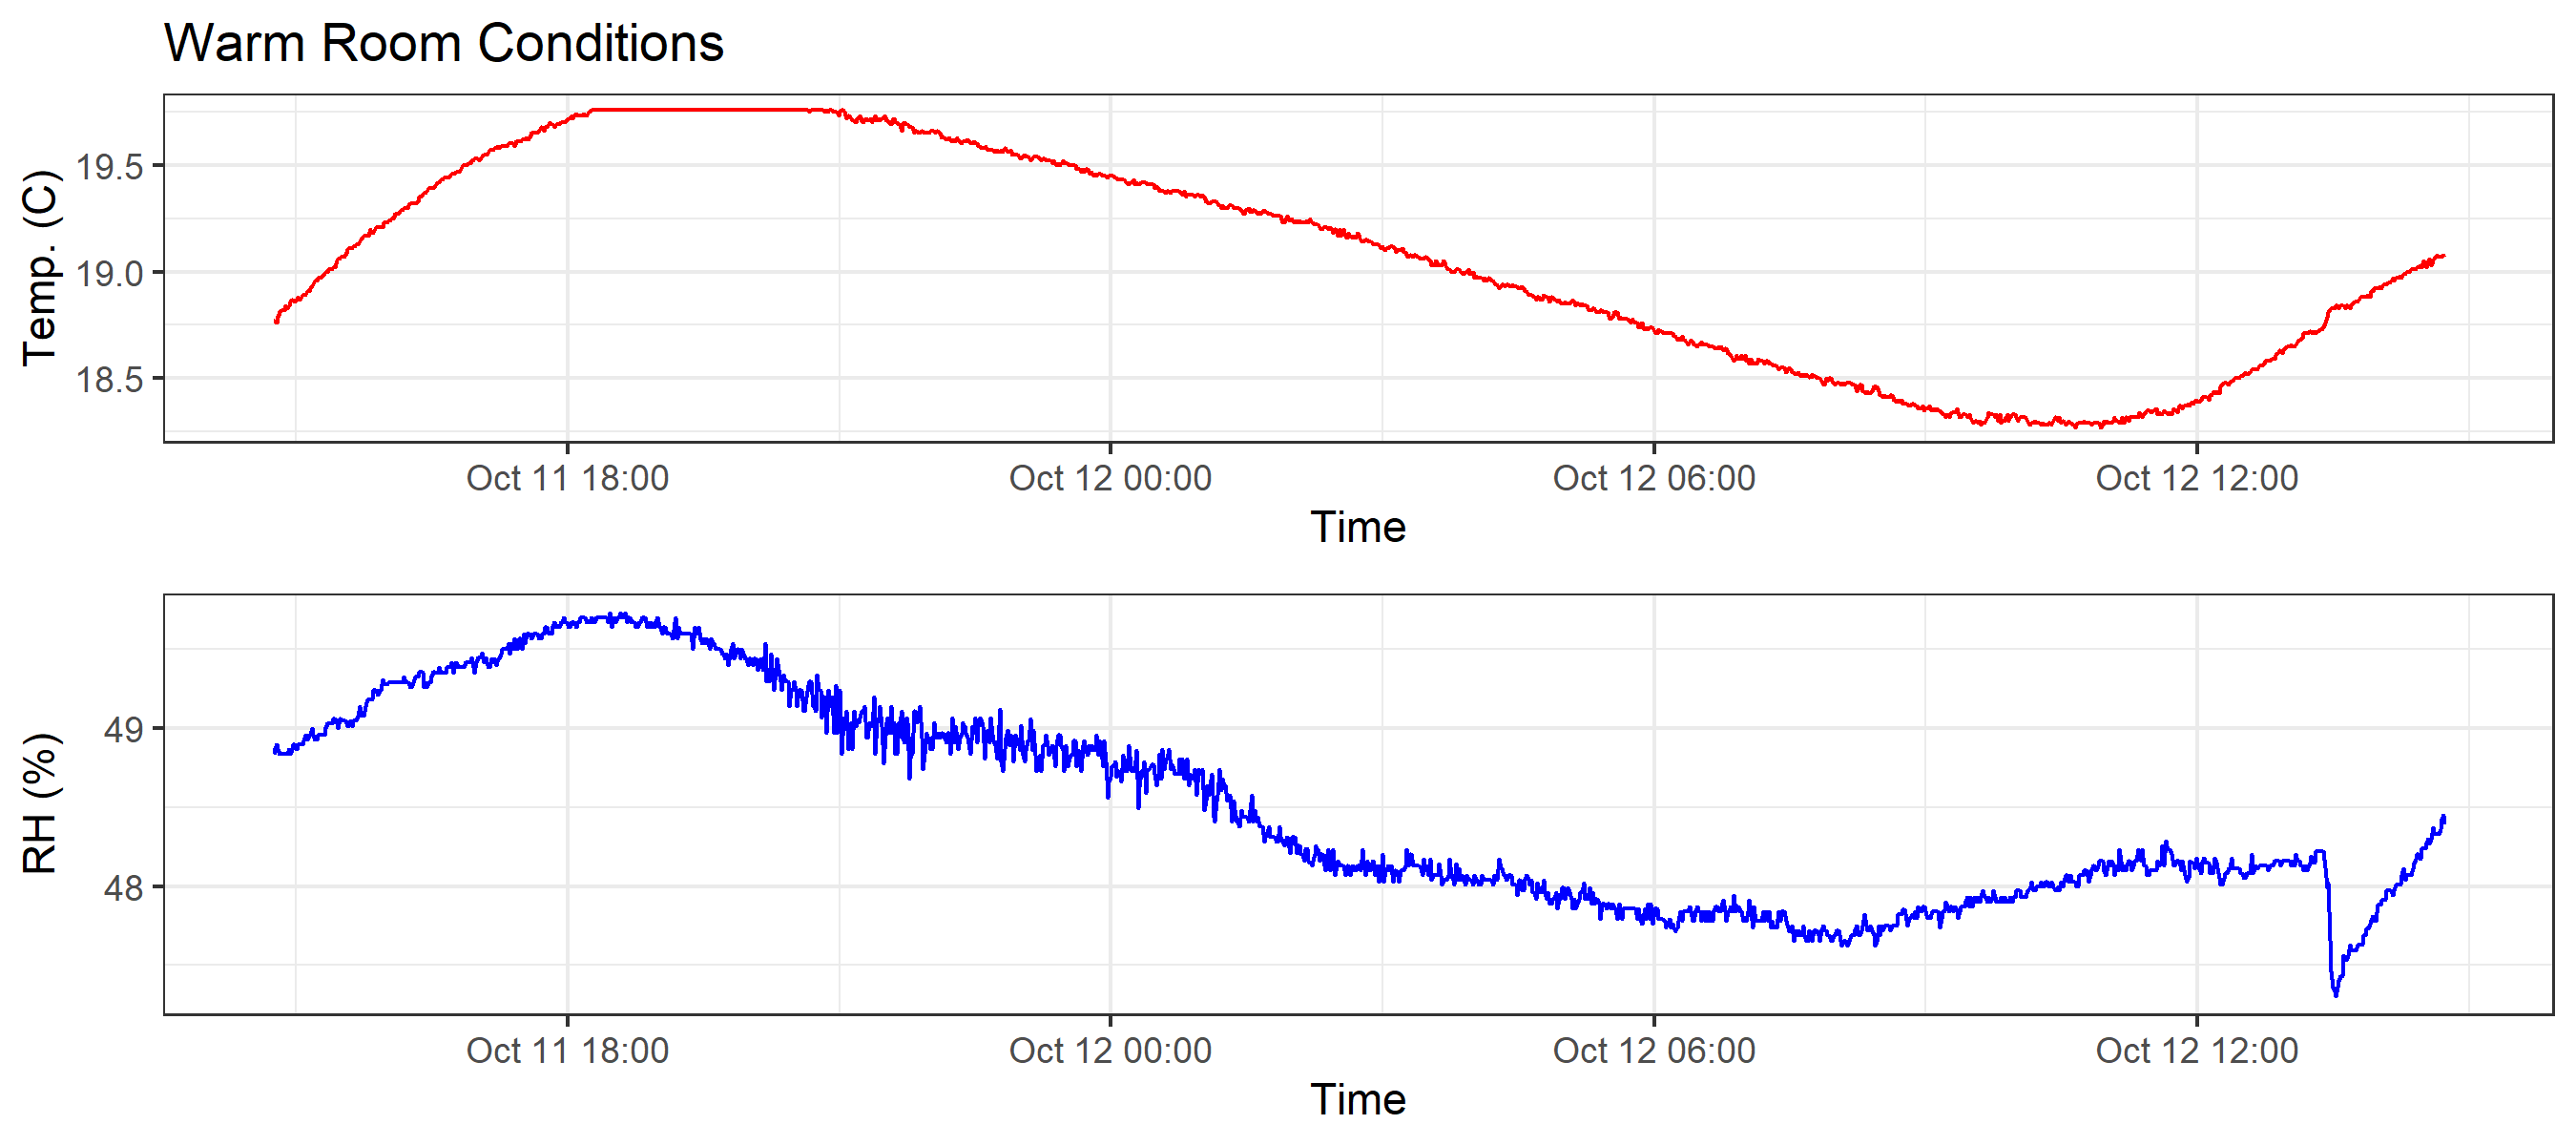 Warm Room Conditions
Temp. (C)
19.5
19.0
18.5
Oct 11 18:00 Oct 12 00:00 Oct 12 06:00 Oct 12 12:00
Time
RH (%)
49
48
Oct 11 18:00 Oct 12 00:00 Oct 12 06:00 Oct 12 12:00
Time